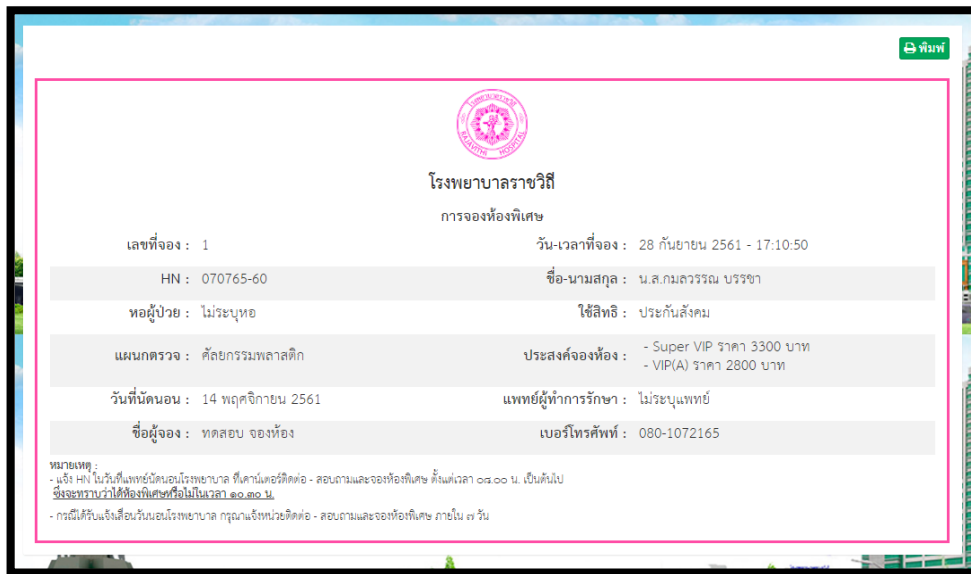 พิมพ์
โรงพยาบาลราชวิถี
RAJAVITHI HOSPITAL
โรงพยาบาลราชวิถี
การจองห้องพิเศษ
เลขที่จอง : 1 วัน-เวลาที่จอง : 28 กันยายน 2561 - 17:10:50
HN : 070765-60 ชื่อ-นามสกุล : น.ส.กมลวรรณ บรรชา
หอผู้ป่วย : ไม่ระบุหอ ใช้สิทธิ : ประกันสังคม
แผนกตรวจ : ศัลยกรรมพลาสติก ประสงค์จองห้อง : - Super VIP ราคา 3300 บาท
- VIP(A) ราคา 2800 บาท
วันที่นัดนอน : 14 พฤศจิกายน 2561 แพทย์ผู้ทำการรักษา : ไม่ระบุแพทย์
ชื่อผู้จอง : ทดสอบ จองห้อง เบอร์โทรศัพท์ : 080-1072165
หมายเหตุ :
- แจ้ง HN ในวันที่แพทย์นัดนอนโรงพยาบาล ที่เคาน์เตอร์ติดต่อ - สอบถามและจองห้องพิเศษ ตั้งแต่เวลา ๐๘.๐๐ น. เป็นต้นไป
ซึ่งจะทราบว่าได้ห้องพิเศษหรือไม่ในเวลา ๑๐.๓๐ น.
- กรณีได้รับแจ้งเลื่อนวันนอนโรงพยาบาล กรุณาแจ้งหน่วยติดต่อ - สอบถามและจองห้องพิเศษ ภายใน ๗ วัน